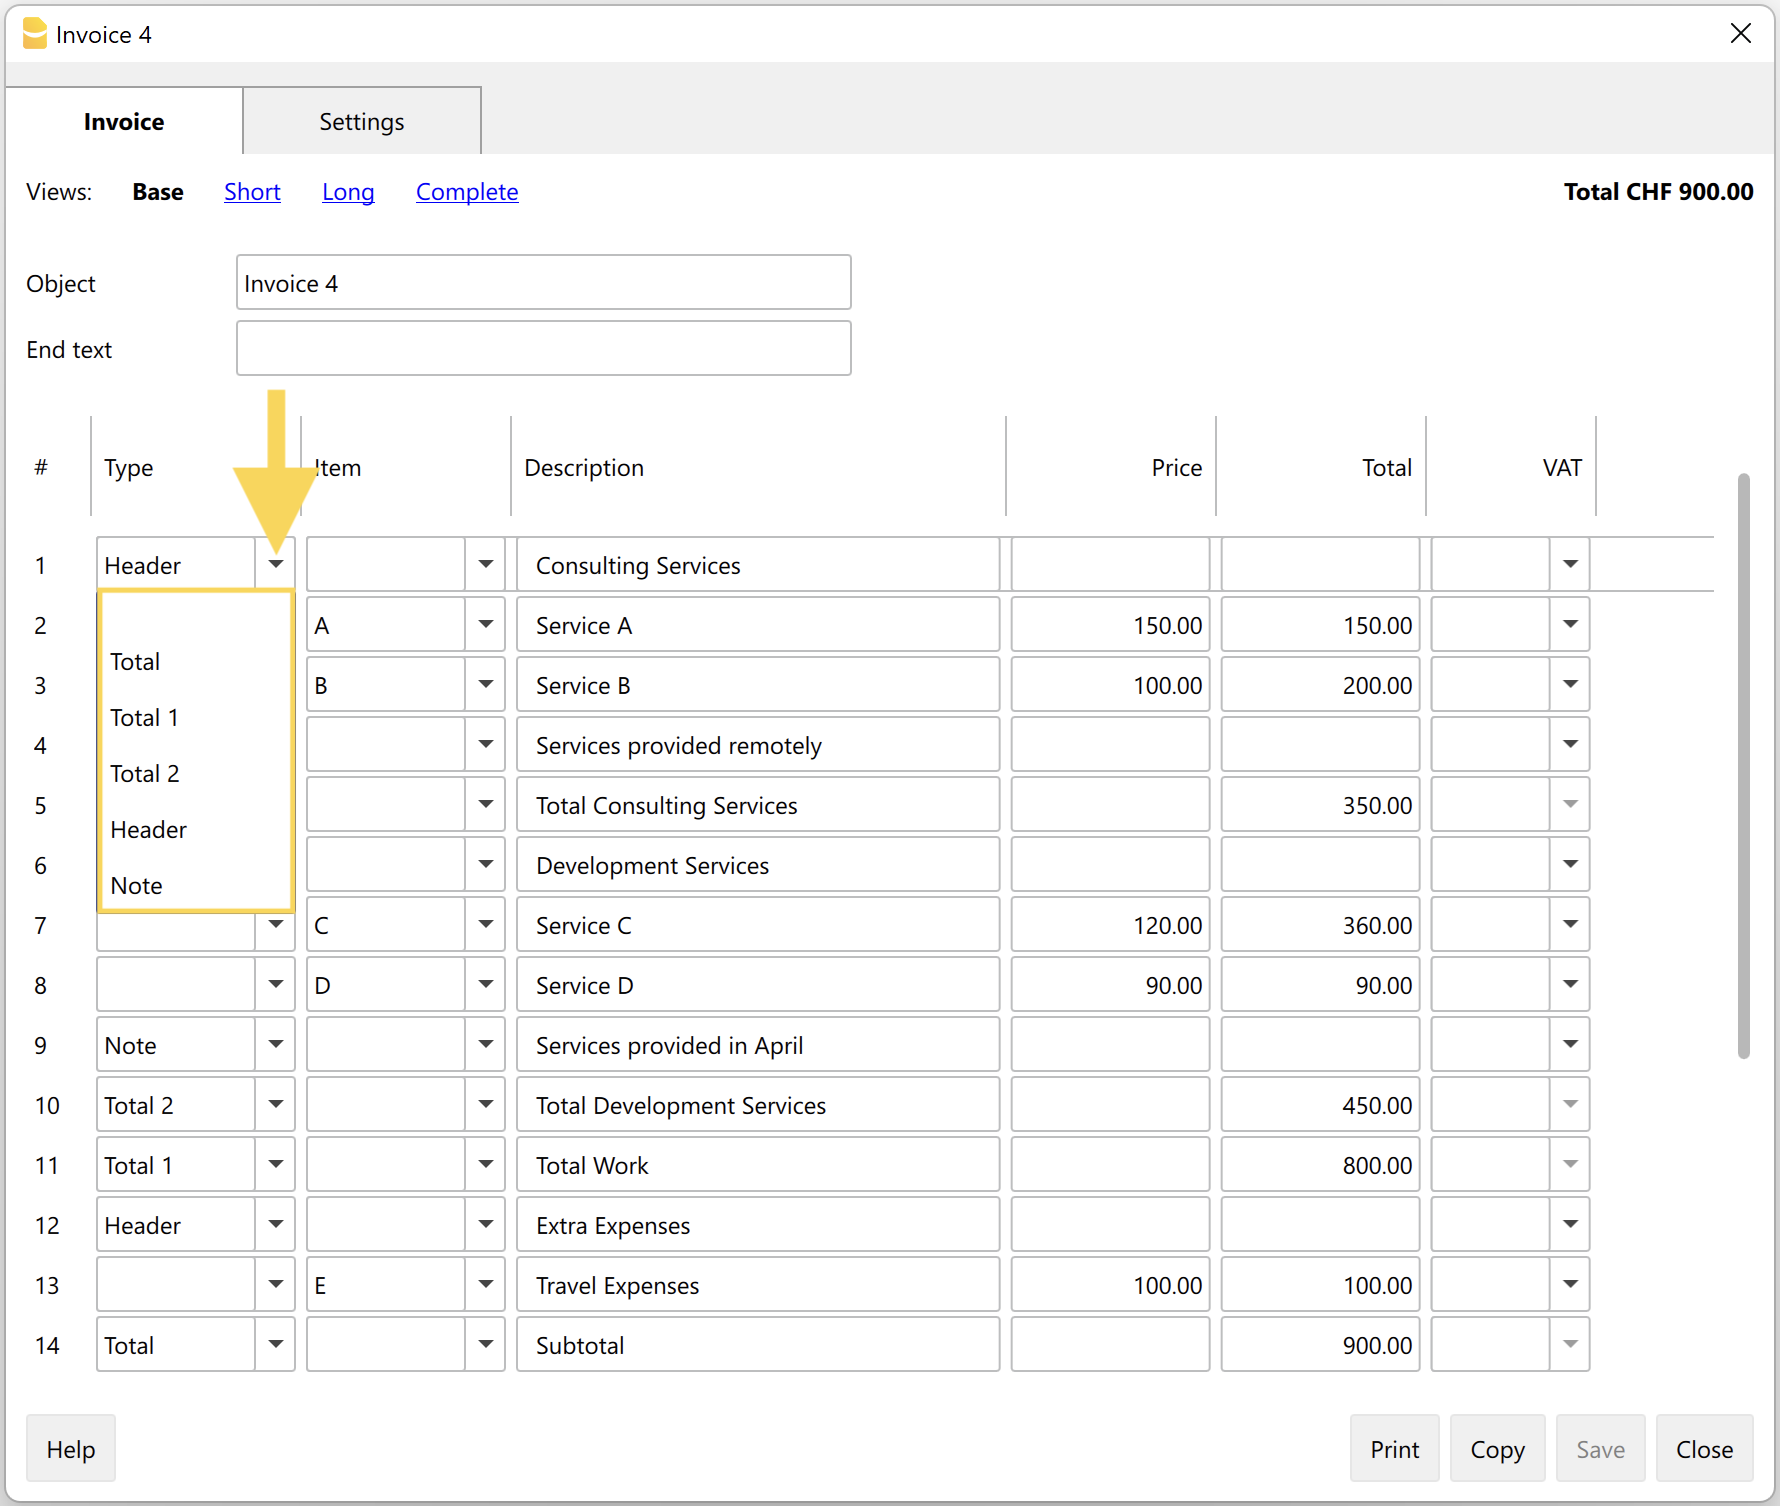 Invoice 4
Invoice Settings
Views: Base Short Long Complete Total CHF 900.00
Object Invoice 4
End text
# Type Item Description Price Total VAT
1 Header Consulting Services
2 A Service A 150.00 150.00
Total
3 B Service B 100.00 200.00
Total 1
4 Services provided remotely
Total 2
5 Total Consulting Services 350.00
Header
6 Development Services
Note
7 C Service C 120.00 360.00
8 D Service D 90.00 90.00
9 Note Services provided in April
10 Total 2 Total Development Services 450.00
11 Total 1 Total Work 800.00
12 Header Extra Expenses
13 E Travel Expenses 100.00 100.00
14 Total Subtotal 900.00
Help Print Copy Save Close